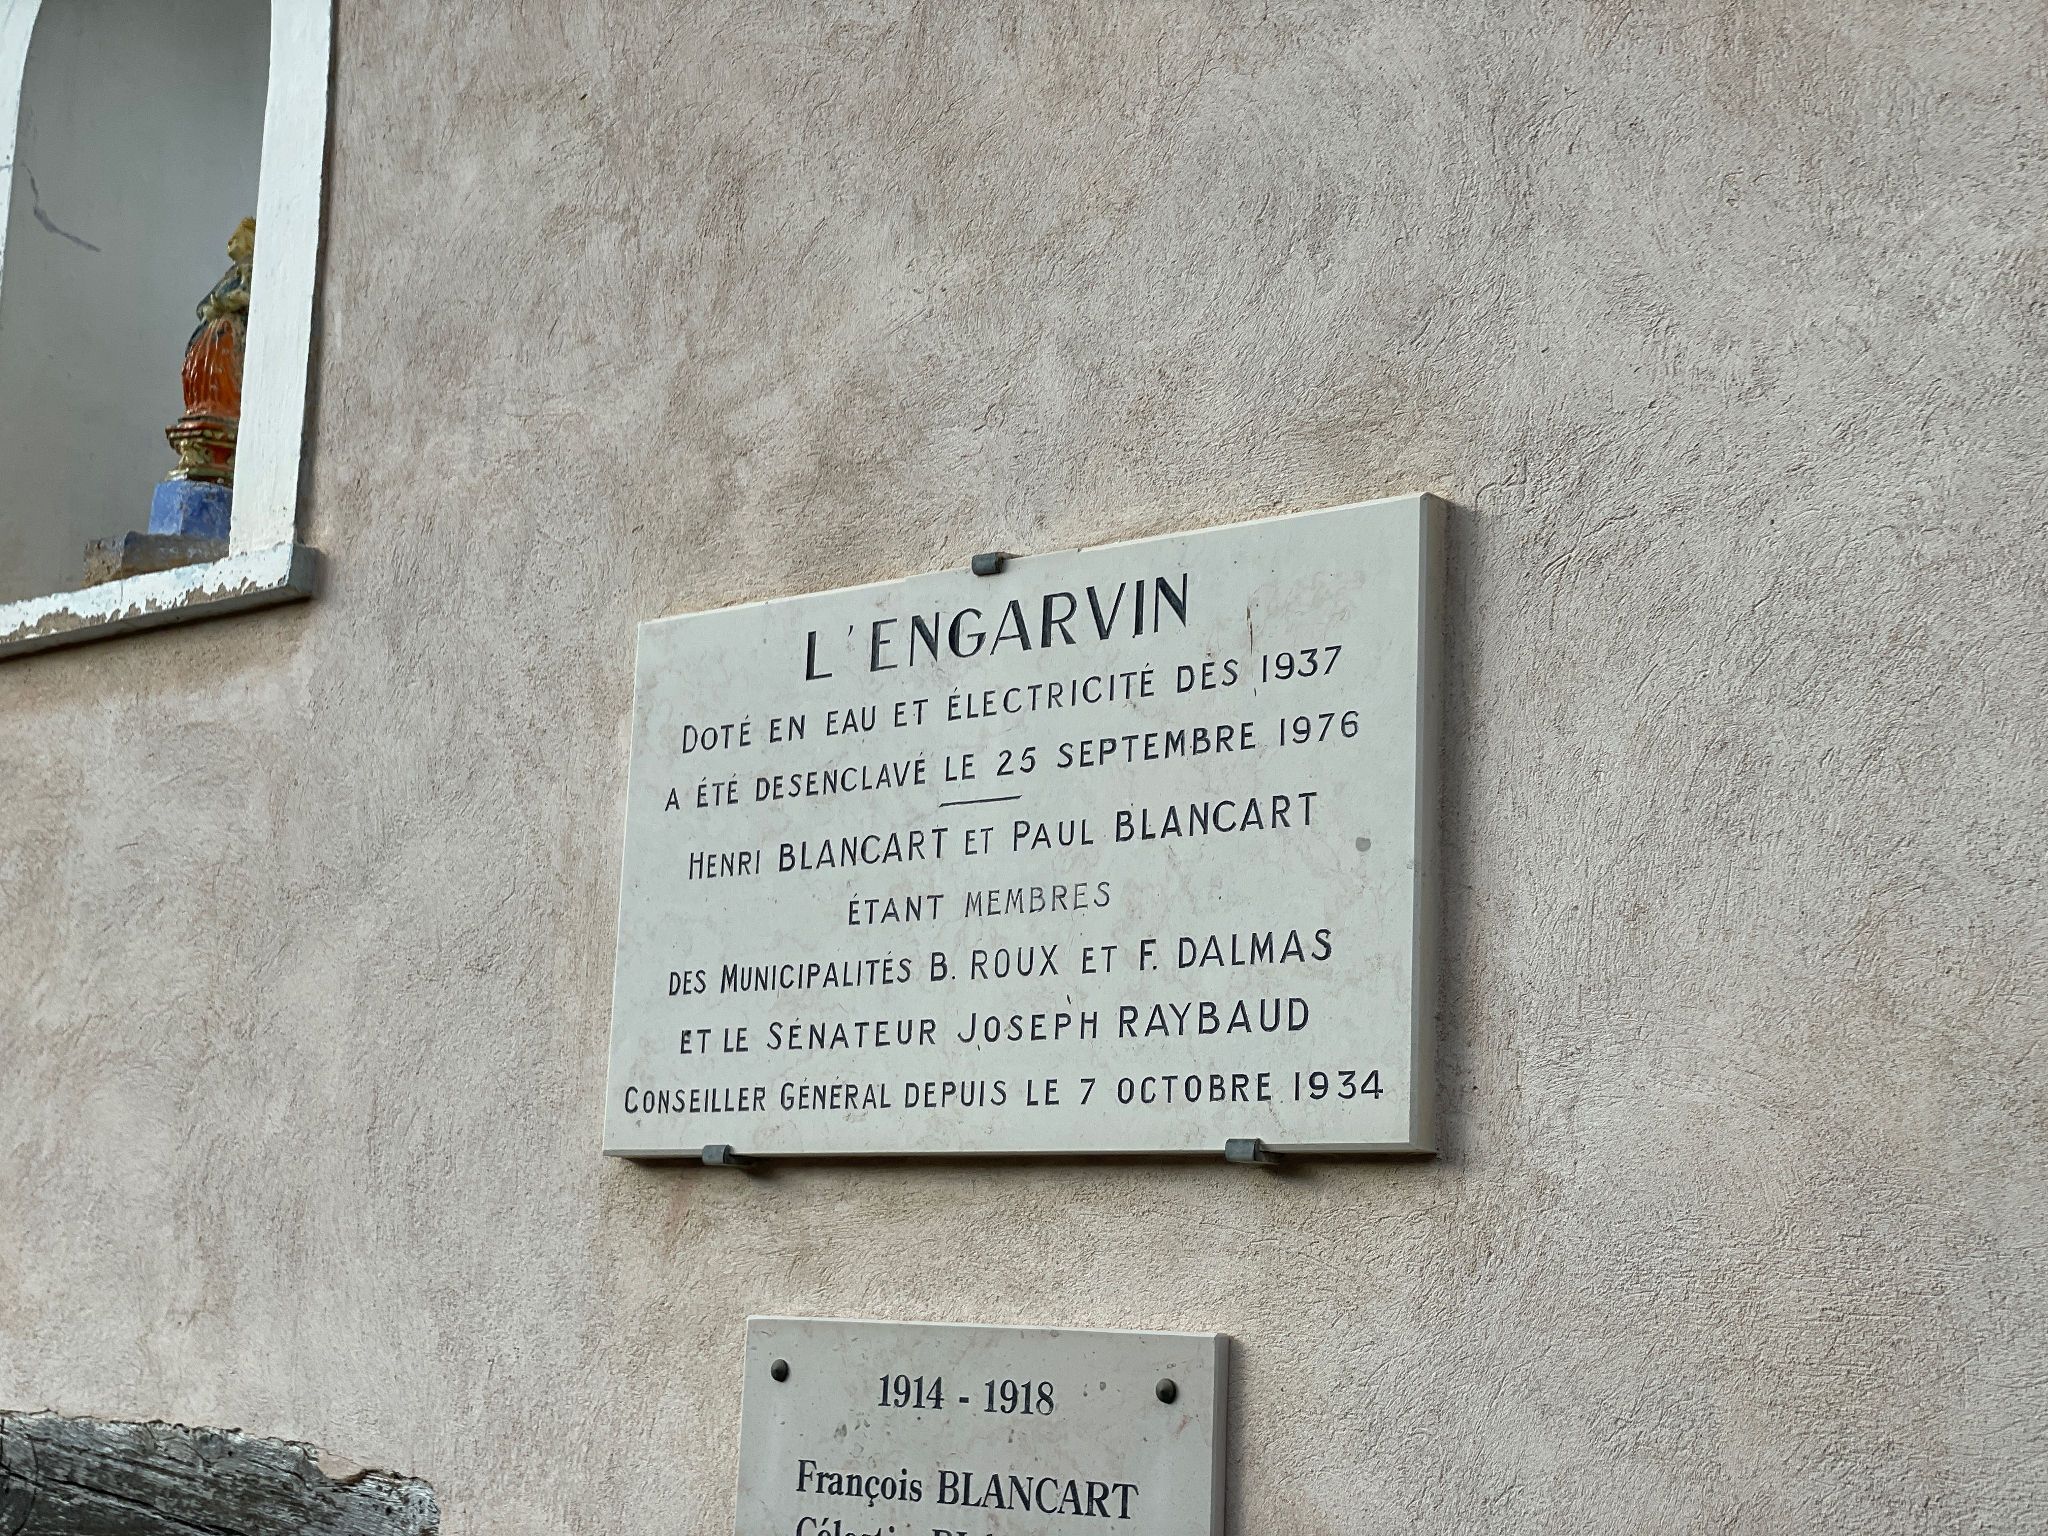 L'ENGARVIN
DOTÉ EN EAU ET ÉLECTRICITÉ DÈS 1937
A ÉTÉ DESENCLAVÉ LE 25 SEPTEMBRE 1976
HENRI BLANCART ET PAUL BLANCART
ÉTANT MEMBRES
DES MUNICIPALITÉS B. ROUX ET F. DALMAS
ET LE SÉNATEUR JOSEPH RAYBAUD
CONSEILLER GÉNÉRAL DEPUIS LE 7 OCTOBRE 1934
1914 - 1918
François BLANCART